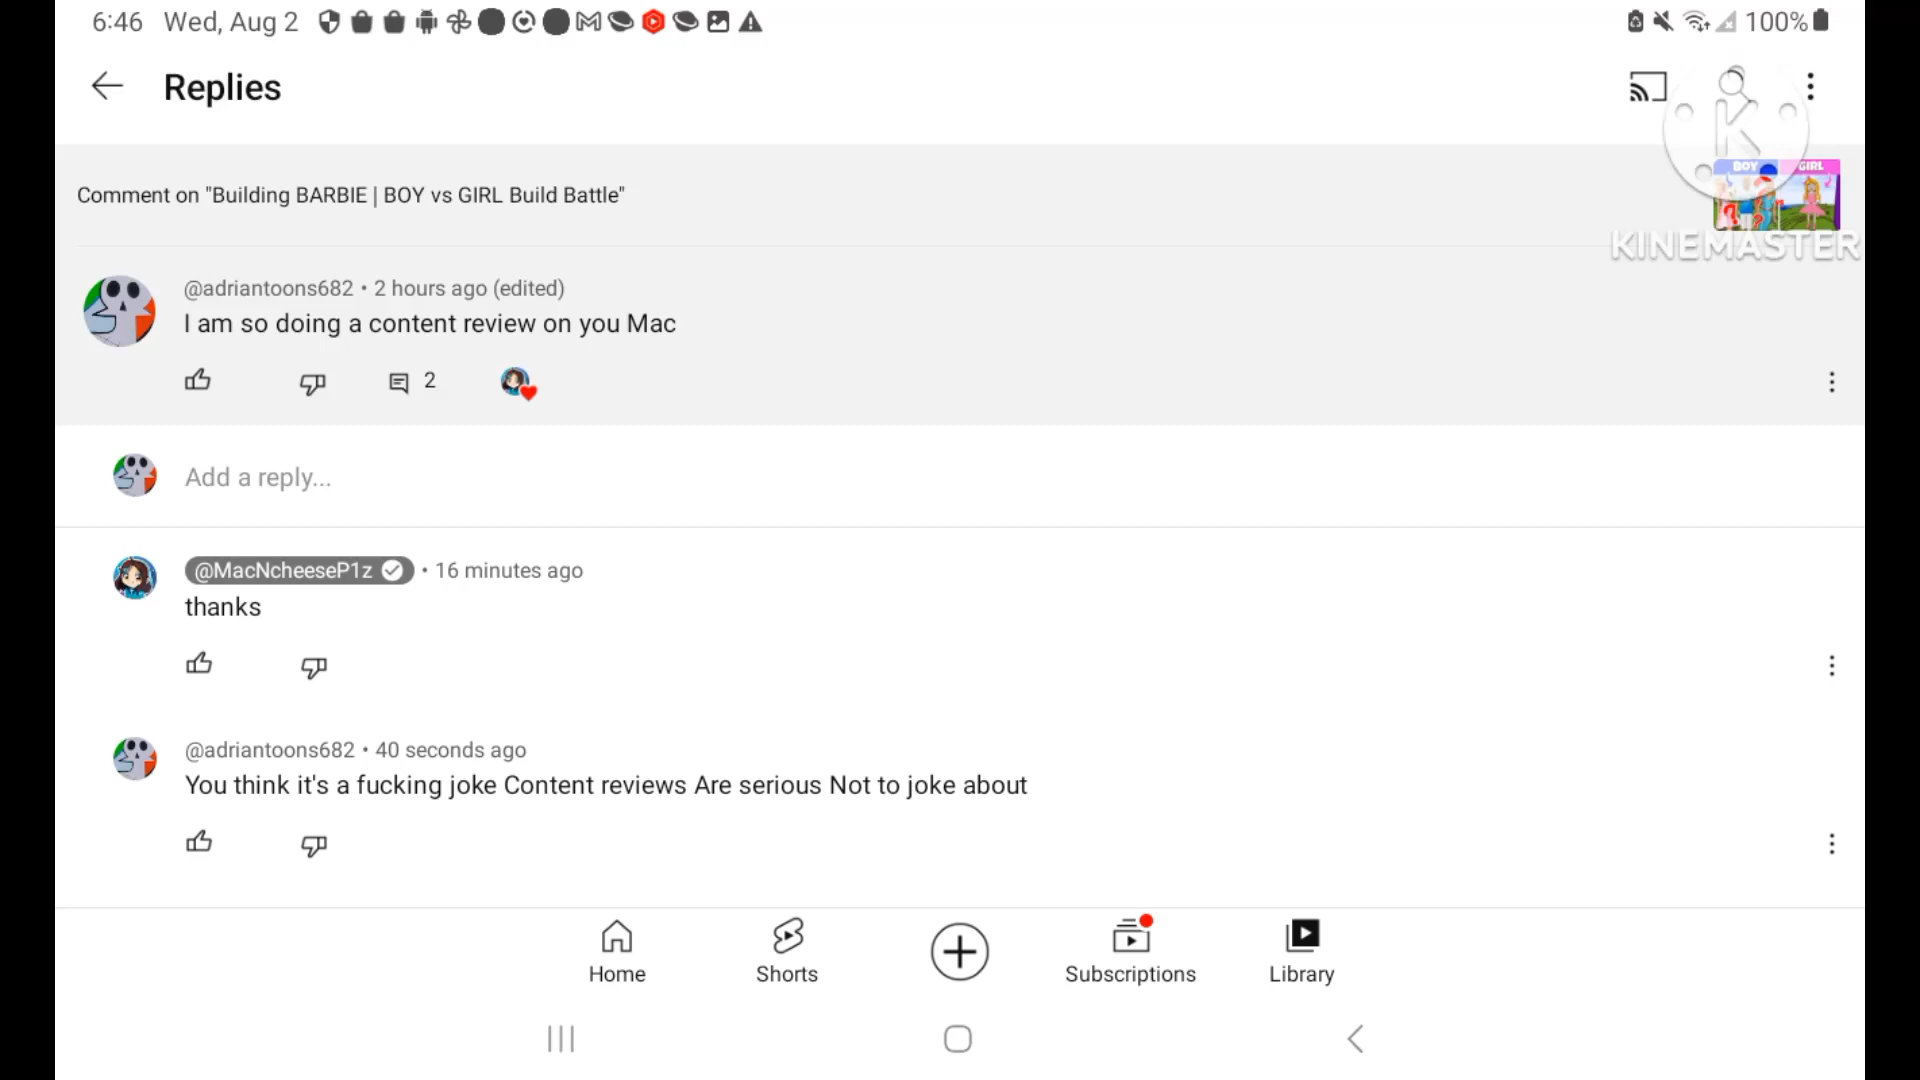 6:46 Wed, Aug 2 100%
Replies
K
BOY GIRL
Comment on "Building BARBIE | BOY vs GIRL Build Battle"
KINEMASTER
@adriantoons682 • 2 hours ago (edited)
I am so doing a content review on you Mac
2
Add a reply...
@MacNcheeseP1z • 16 minutes ago
thanks
@adriantoons682 • 40 seconds ago
You think it's a fucking joke Content reviews Are serious Not to joke about
Home Shorts Subscriptions Library